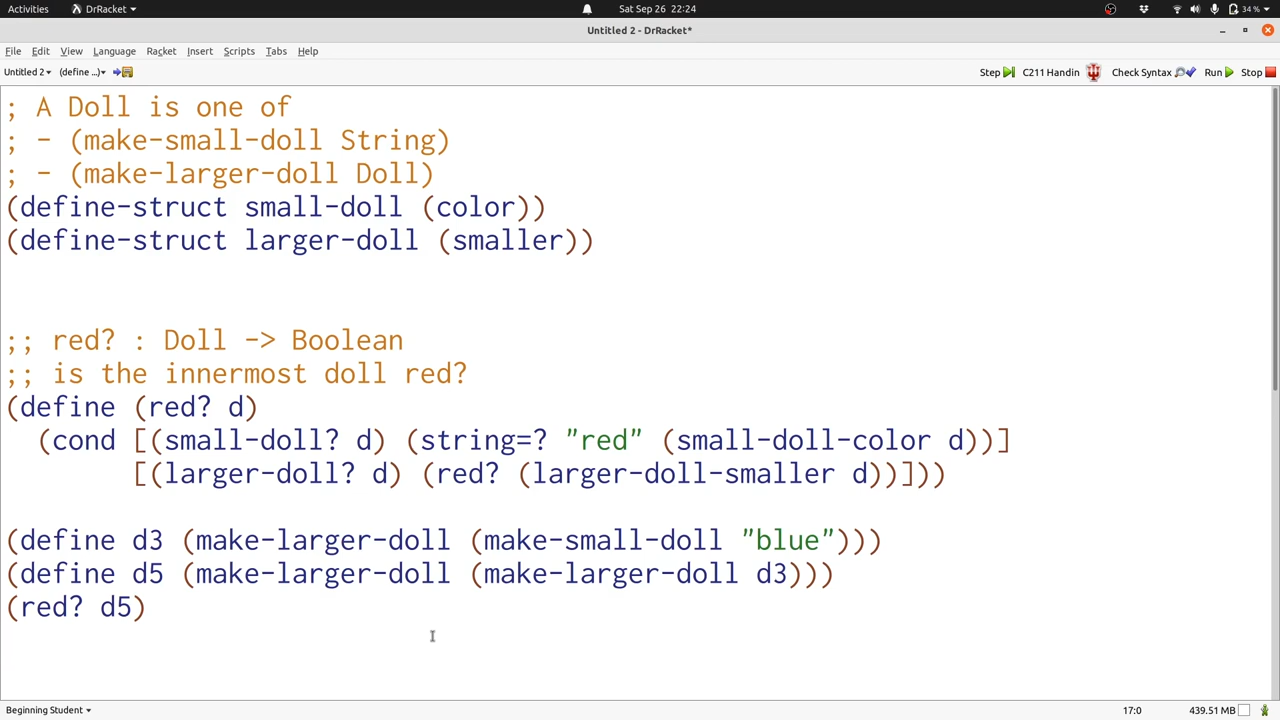 Activities DrRacket Sat Sep 26 22:24 34 %
Untitled 2 - DrRacket*
File Edit View Language Racket Insert Scripts Tabs Help
Untitled 2 (define ...) Step C211 Handin Check Syntax Run Stop
; A Doll is one of
; - (make-small-doll String)
; - (make-larger-doll Doll)
(define-struct small-doll (color))
(define-struct larger-doll (smaller))
;; red? : Doll -> Boolean
;; is the innermost doll red?
(define (red? d)
(cond [(small-doll? d) (string=? "red" (small-doll-color d))]
[(larger-doll? d) (red? (larger-doll-smaller d))]))
(define d3 (make-larger-doll (make-small-doll "blue")))
(define d5 (make-larger-doll (make-larger-doll d3)))
(red? d5)
Beginning Student 17:0 439.51 MB